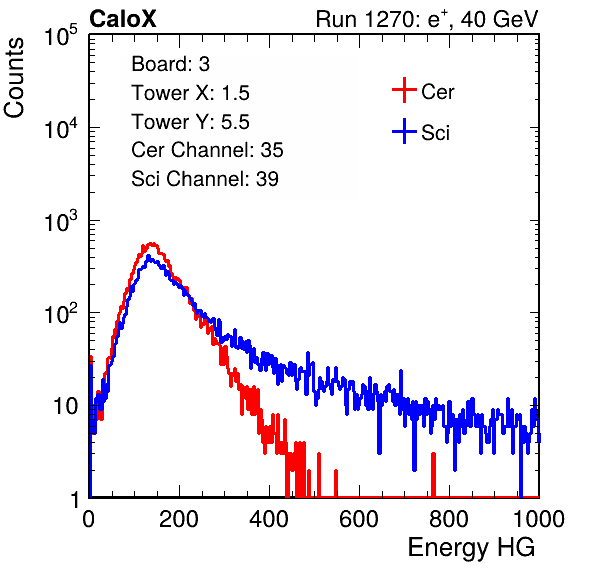 CaloX Run 1270: e+, 40 GeV
Counts
Board: 3
Tower X: 1.5
Tower Y: 5.5
Cer Channel: 35
Sci Channel: 39
Cer
Sci
10^5
10^4
10^3
10^2
10
1
0 200 400 600 800 1000
Energy HG